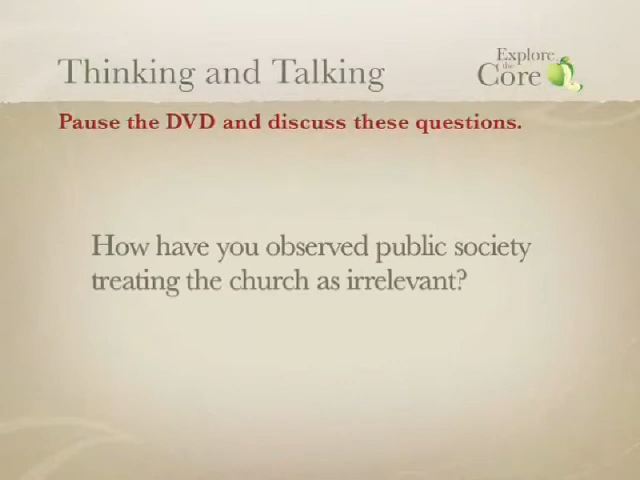 Thinking and Talking
Explore
the
Core
Pause the DVD and discuss these questions.
How have you observed public society
treating the church as irrelevant?